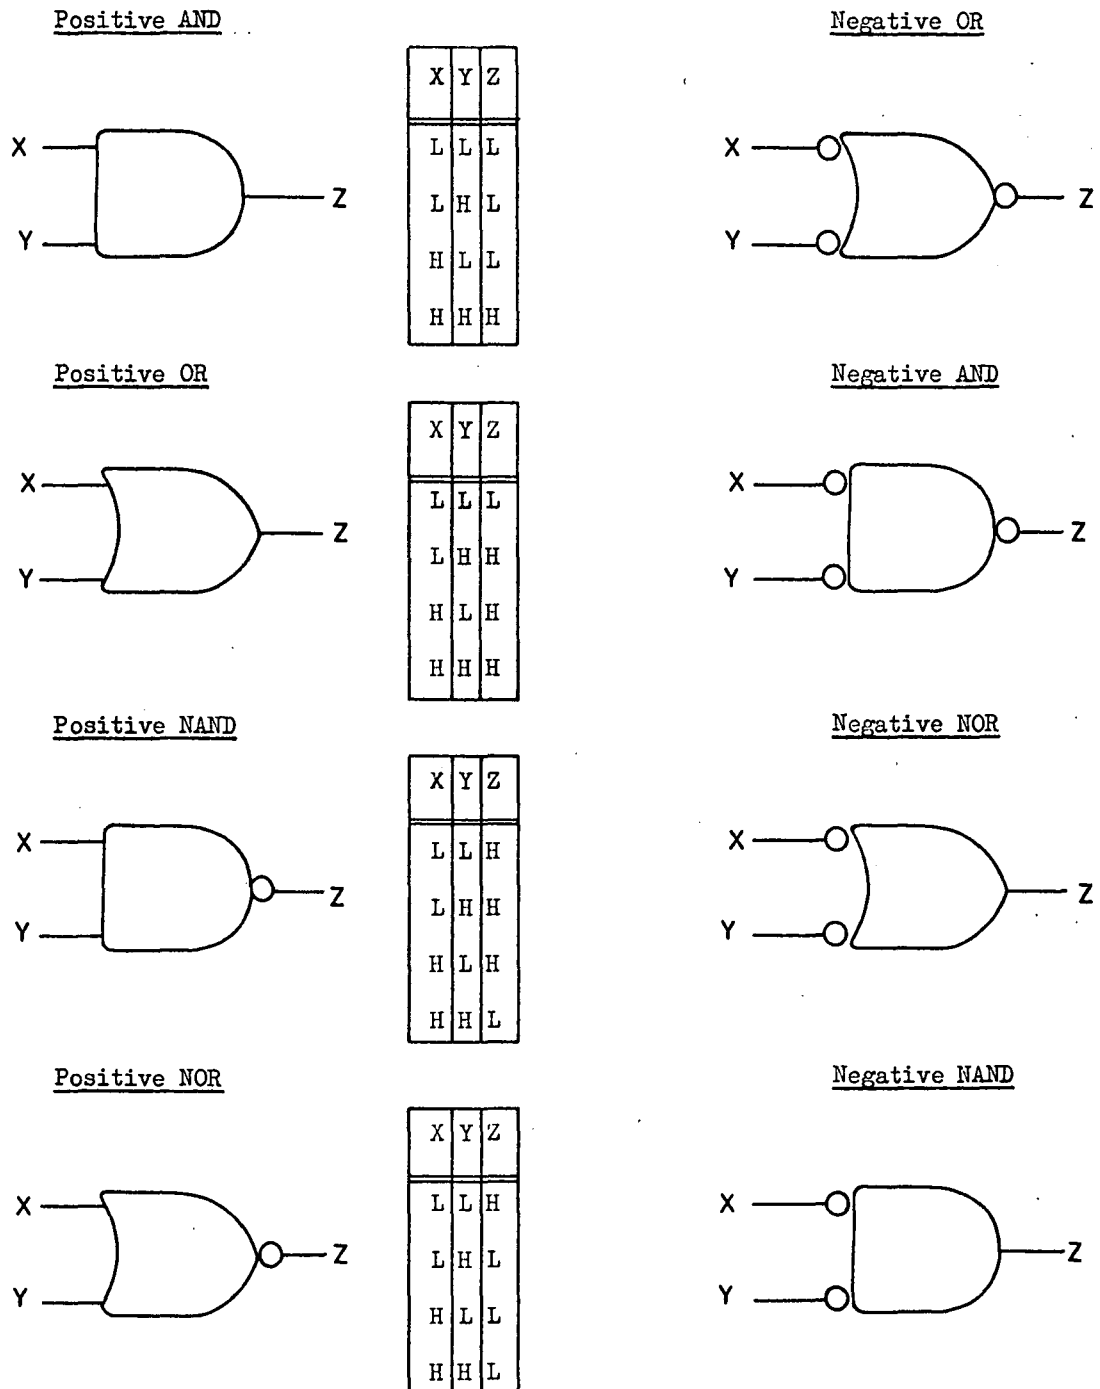 Positive AND
Negative OR
X Y Z
L L L
L H L
H L L
H H H
X
Y
Z
X
Y
Z
Positive OR
Negative AND
X Y Z
L L L
L H H
H L H
H H H
X
Y
Z
X
Y
Z
Positive NAND
Negative NOR
X Y Z
L L H
L H H
H L H
H H L
X
Y
Z
X
Y
Z
Positive NOR
Negative NAND
X Y Z
L L H
L H L
H L L
H H L
X
Y
Z
X
Y
Z